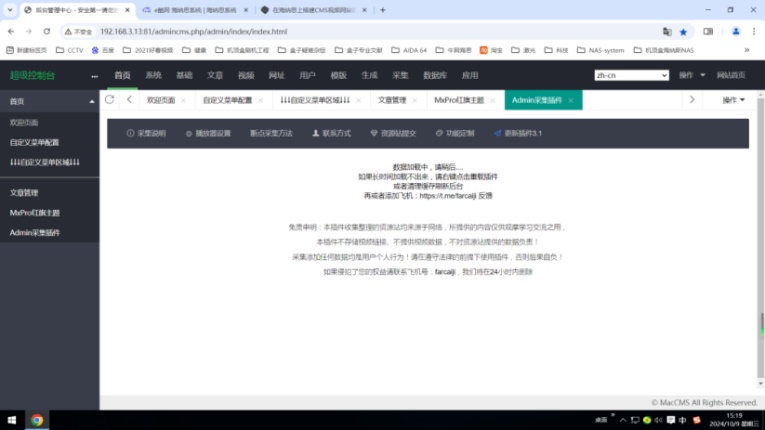 后台管理中心 - 安全第一请勿
e酷网 海纳思系统 | 海纳思系统
在海纳思上搭建CMS视频网站
不安全
192.168.3.13:81/admincms.php/admin/index/index.html
新建标签页 CCTV 百度 2021好看视频 健康 机顶盒刷机工程 盒子疑难杂症 盒子专业文献 AIDA 64 牛网淘思 淘宝 激光 科技 NAS-system 机顶盒海纳斯NAS
超级控制台 首页 系统 基础 文章 视频 网址 用户 模版 生成 采集 数据库 应用 zh-cn 操作 网站首页
首页
欢迎页面
自定义菜单配置
↓↓↓自定义菜单区域↓↓↓
文章管理
MxPro红旗主题
Admin采集插件
欢迎页面 自定义菜单配置 ↓↓↓自定义菜单区域↓↓↓ 文章管理 MxPro红旗主题 Admin采集插件 操作
采集说明 播放器设置 断点采集方法 联系方式 资源站提交 功能定制 更新插件3.1
数据加载中，请稍后....
如果长时间加载不出来，请右键点击重载插件
或者清理缓存刷新后台
再或者添加飞机：https://t.me/farcaiji 反馈
免责申明：本插件收集整理的资源站均来源于网络，所提供的内容仅供观摩学习交流之用，
本插件不存储视频链接、不提供视频数据，不对资源站提供的数据负责！
采集添加任何数据均是用户个人行为！请在遵守法律的前提下使用插件，否则后果自负！
如果侵犯了您的权益请联系飞机号：farcaiji，我们将在24小时内删除
© MacCMS All Rights Reserved.
桌面 中
15:19
2024/10/9 星期三